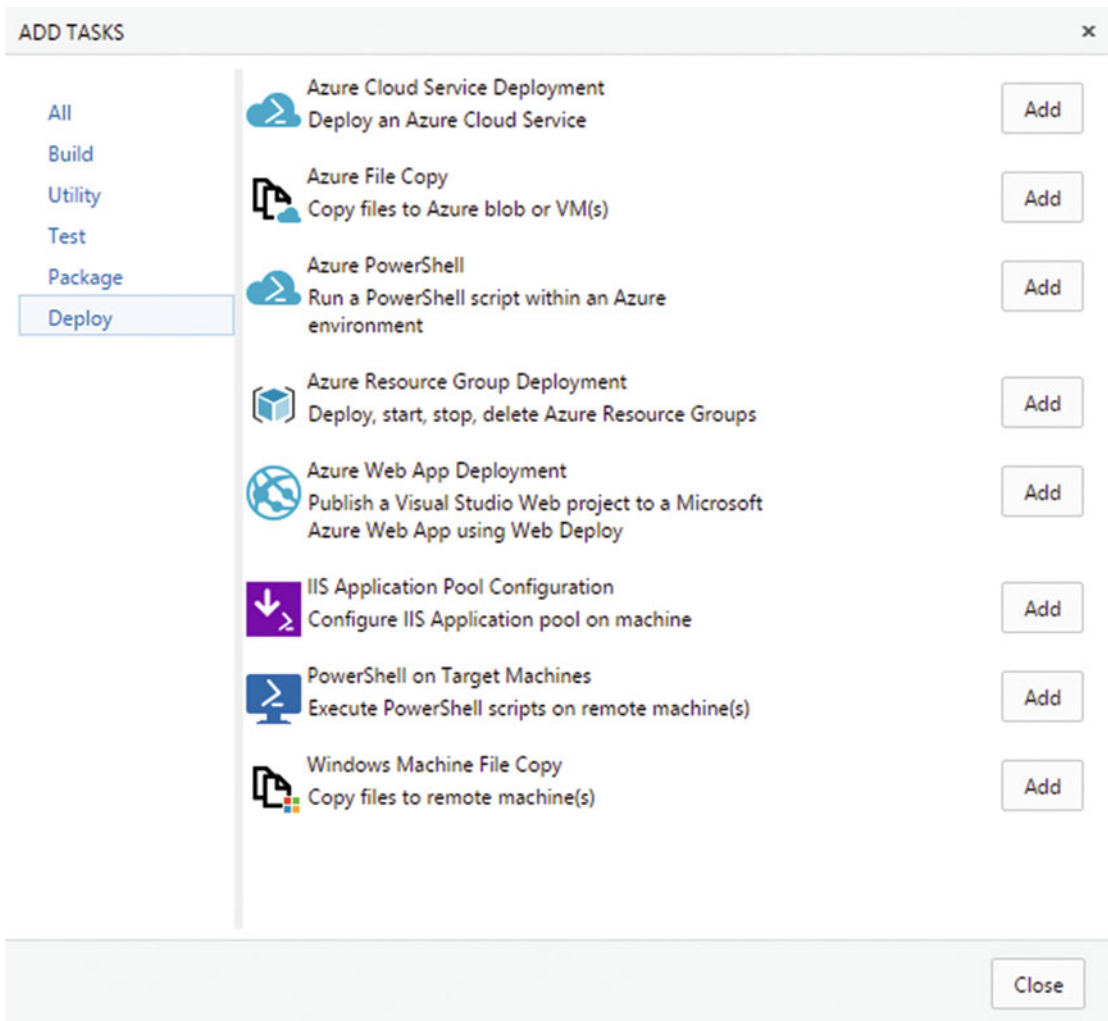 ADD TASKS
All
Build
Utility
Test
Package
Deploy
Azure Cloud Service Deployment
Deploy an Azure Cloud Service
Add
Azure File Copy
Copy files to Azure blob or VM(s)
Add
Azure PowerShell
Run a PowerShell script within an Azure
environment
Add
Azure Resource Group Deployment
Deploy, start, stop, delete Azure Resource Groups
Add
Azure Web App Deployment
Publish a Visual Studio Web project to a Microsoft
Azure Web App using Web Deploy
Add
IIS Application Pool Configuration
Configure IIS Application pool on machine
Add
PowerShell on Target Machines
Execute PowerShell scripts on remote machine(s)
Add
Windows Machine File Copy
Copy files to remote machine(s)
Add
Close